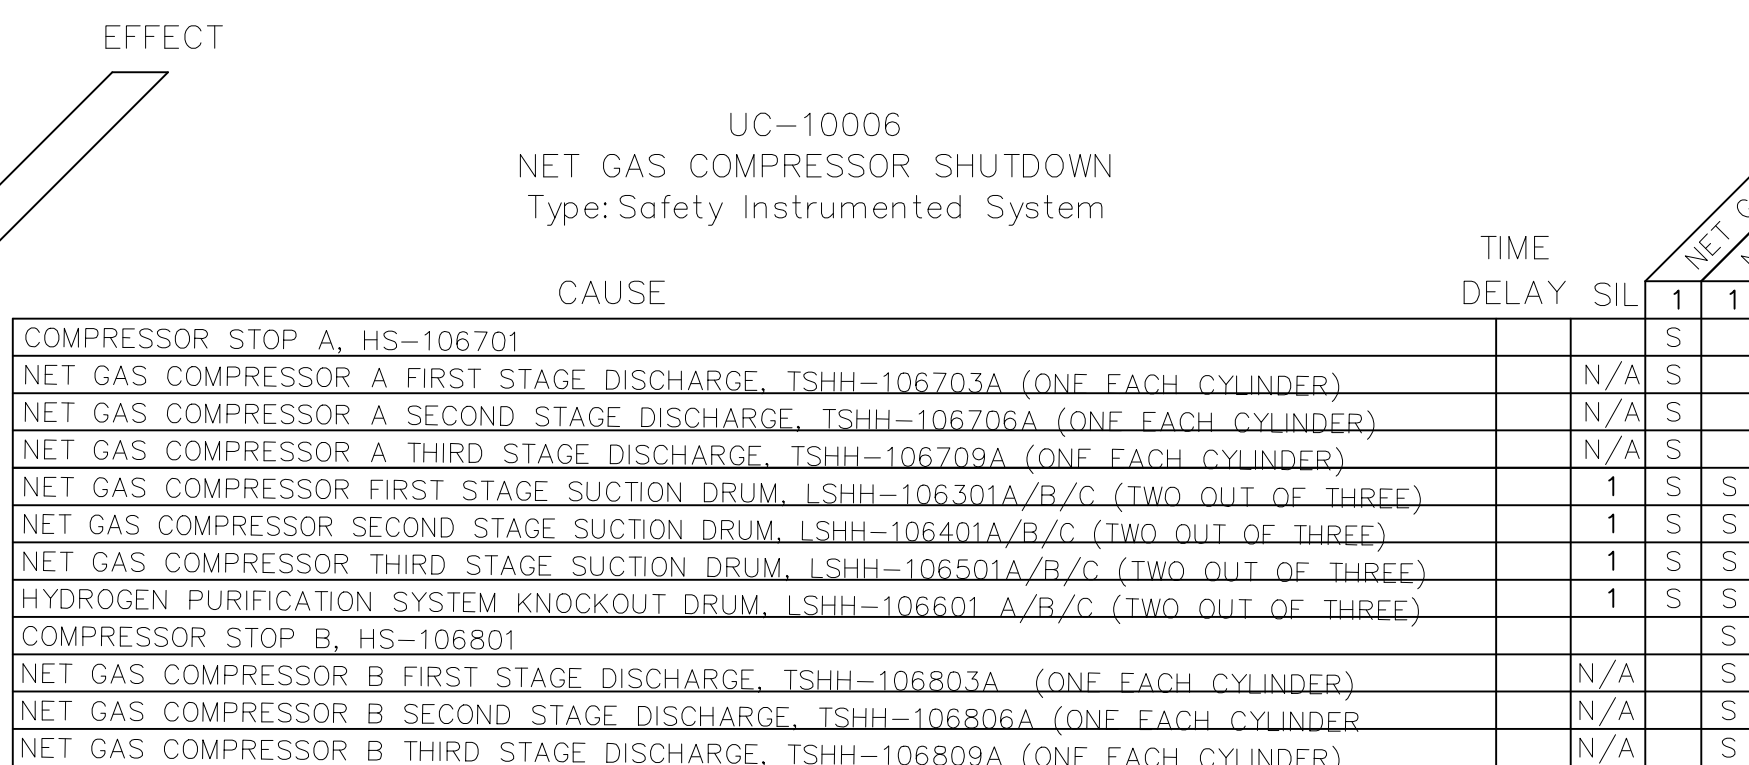 EFFECT
UC-10006
NET GAS COMPRESSOR SHUTDOWN
Type: Safety Instrumented System
TIME
NET
CAUSE DELAY SIL 1 1
COMPRESSOR STOP A, HS-106701 S
NET GAS COMPRESSOR A FIRST STAGE DISCHARGE, TSHH-106703A (ONE EACH CYLINDER) N/A S
NET GAS COMPRESSOR A SECOND STAGE DISCHARGE, TSHH-106706A (ONE EACH CYLINDER) N/A S
NET GAS COMPRESSOR A THIRD STAGE DISCHARGE, TSHH-106709A (ONE EACH CYLINDER) N/A S
NET GAS COMPRESSOR FIRST STAGE SUCTION DRUM, LSHH-106301A/B/C (TWO OUT OF THREE) 1 S S
NET GAS COMPRESSOR SECOND STAGE SUCTION DRUM, LSHH-106401A/B/C (TWO OUT OF THREE) 1 S S
NET GAS COMPRESSOR THIRD STAGE SUCTION DRUM, LSHH-106501A/B/C (TWO OUT OF THREE) 1 S S
HYDROGEN PURIFICATION SYSTEM KNOCKOUT DRUM, LSHH-106601 A/B/C (TWO OUT OF THREE) 1 S S
COMPRESSOR STOP B, HS-106801 S
NET GAS COMPRESSOR B FIRST STAGE DISCHARGE, TSHH-106803A (ONE EACH CYLINDER) N/A S
NET GAS COMPRESSOR B SECOND STAGE DISCHARGE, TSHH-106806A (ONE EACH CYLINDER N/A S
NET GAS COMPRESSOR B THIRD STAGE DISCHARGE, TSHH-106809A (ONE EACH CYLINDER) N/A S